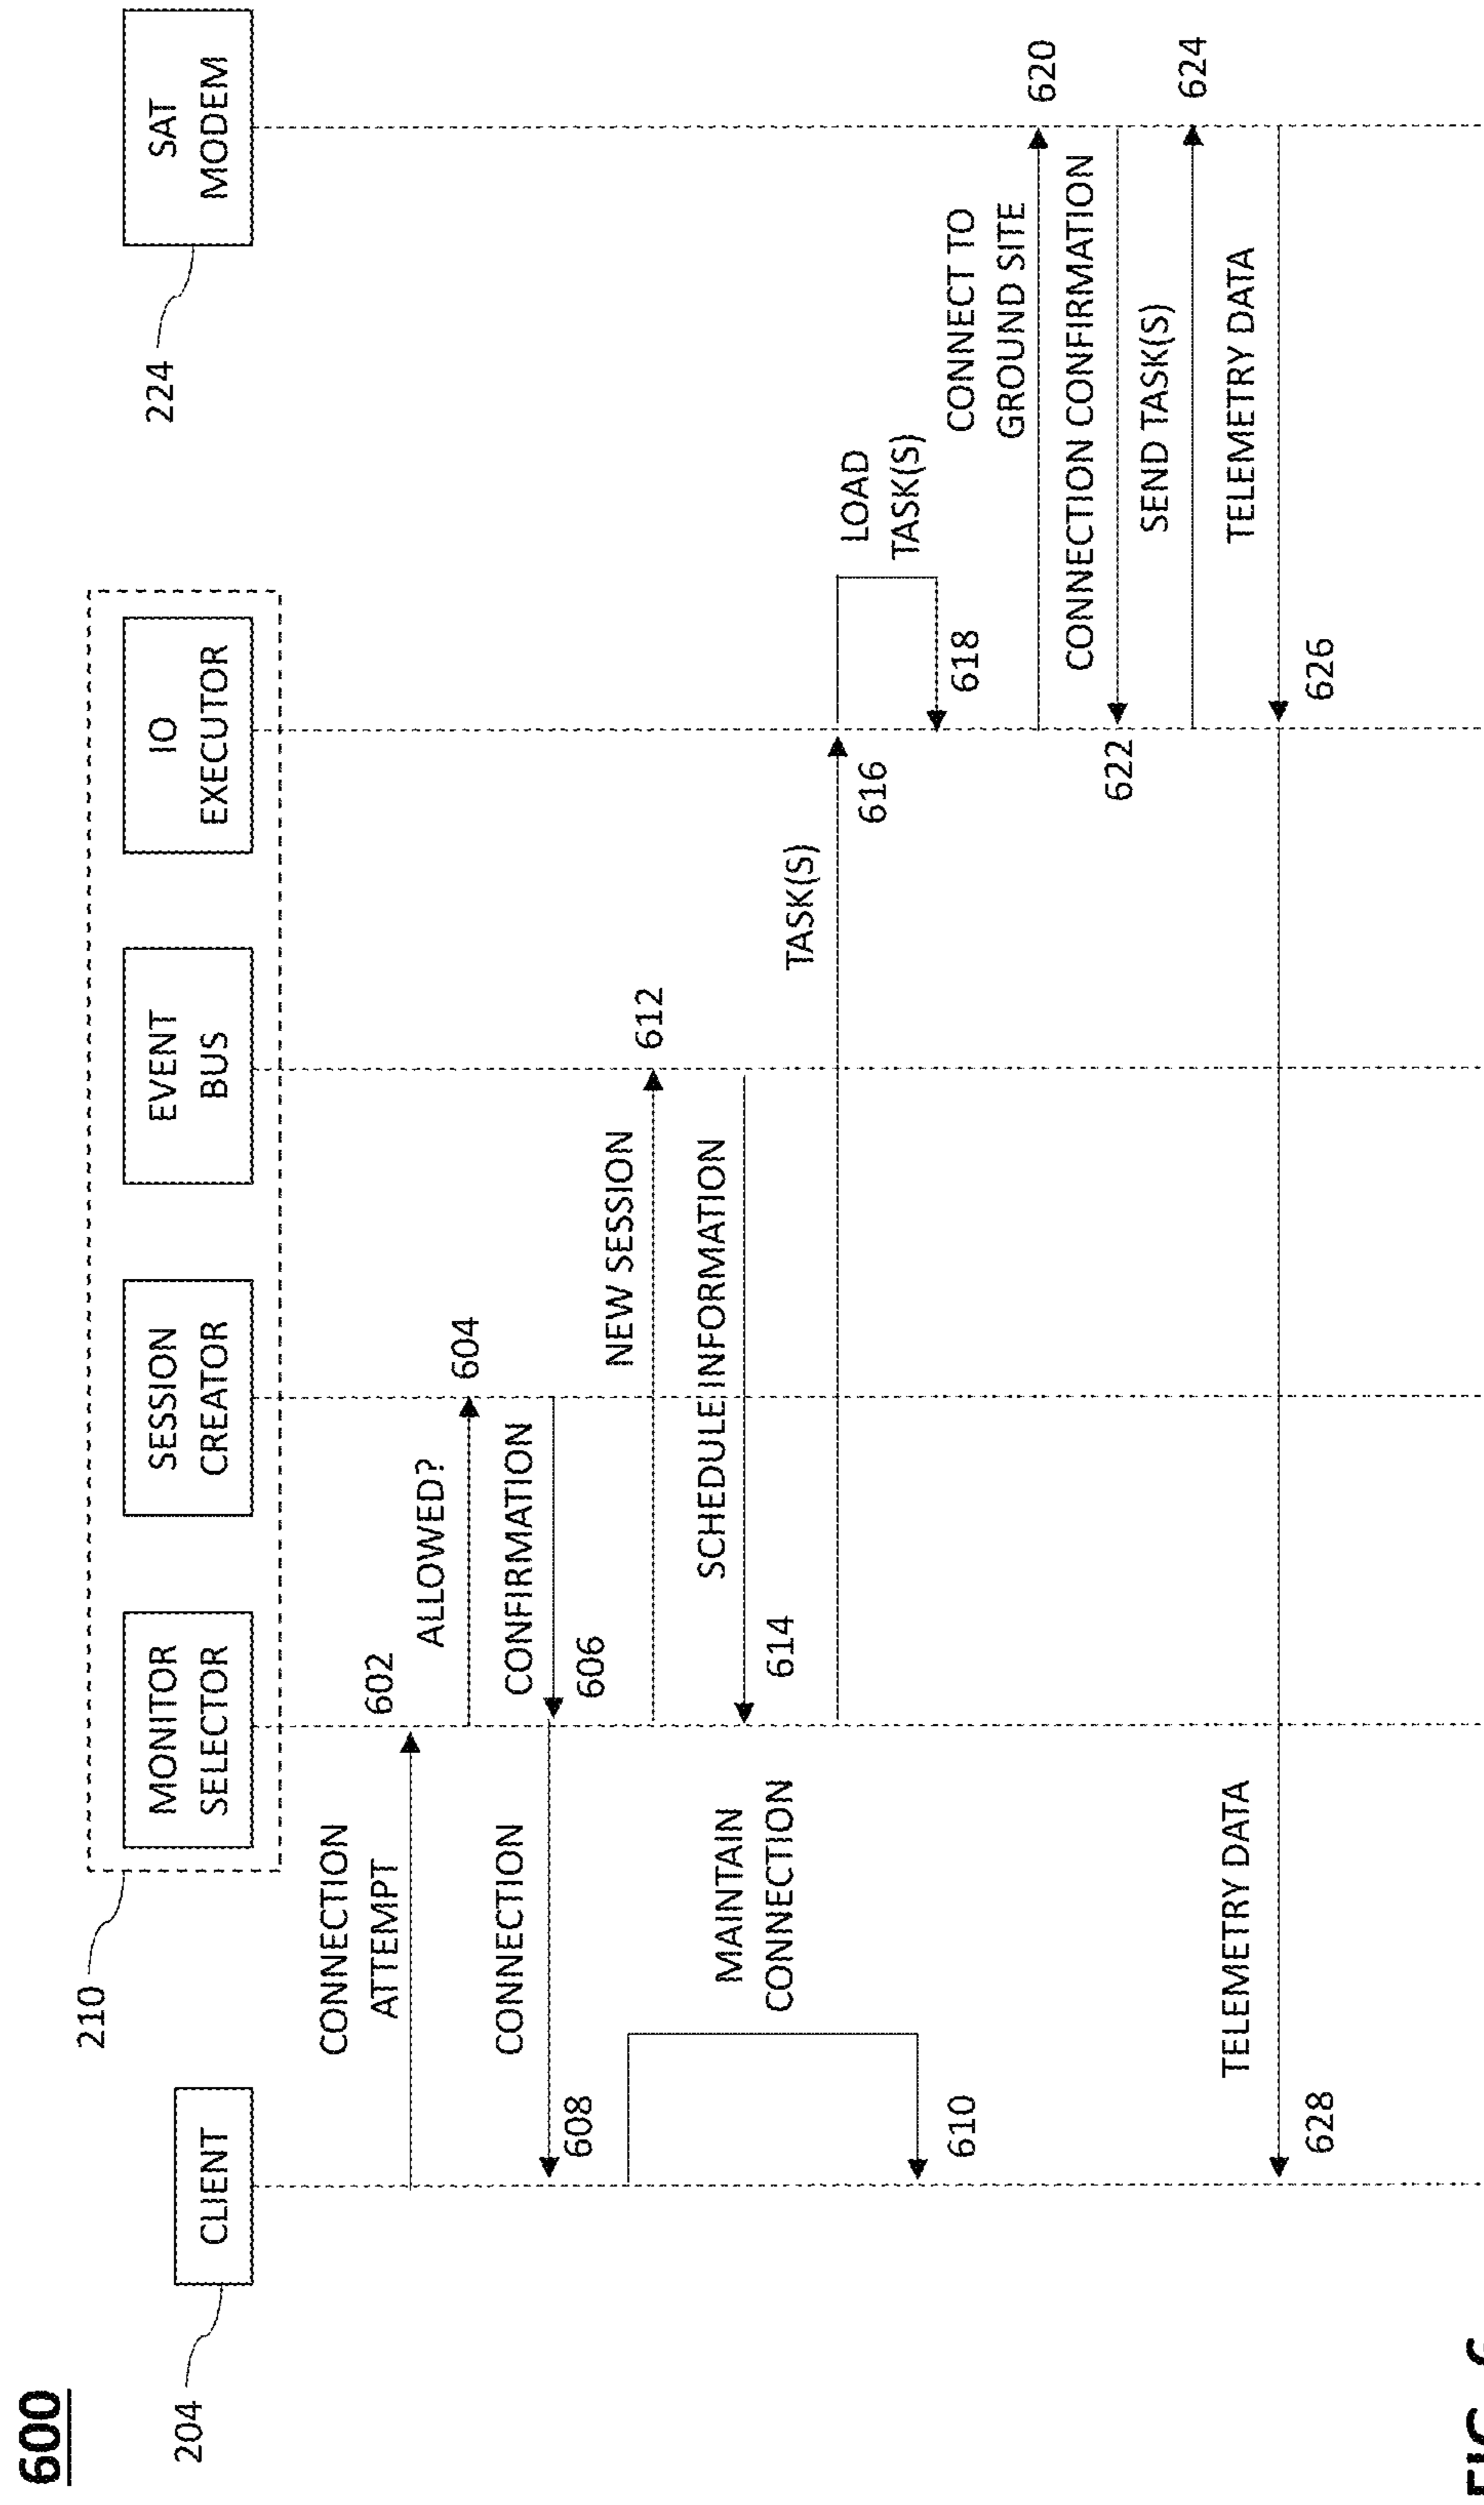 600
204
CLIENT
210
MONITOR
SELECTOR
SESSION
CREATOR
EVENT
BUS
IO
EXECUTOR
224
SAT
MODEM
CONNECTION
ATTEMPT
602
ALLOWED?
604
CONFIRMATION
606
CONNECTION
608
MAINTAIN
CONNECTION
610
NEW SESSION
612
SCHEDULE INFORMATION
614
TASK(S)
616
LOAD
TASK(S)
618
CONNECT TO
GROUND SITE
620
CONNECTION CONFIRMATION
622
SEND TASK(S)
624
TELEMETRY DATA
626
TELEMETRY DATA
628